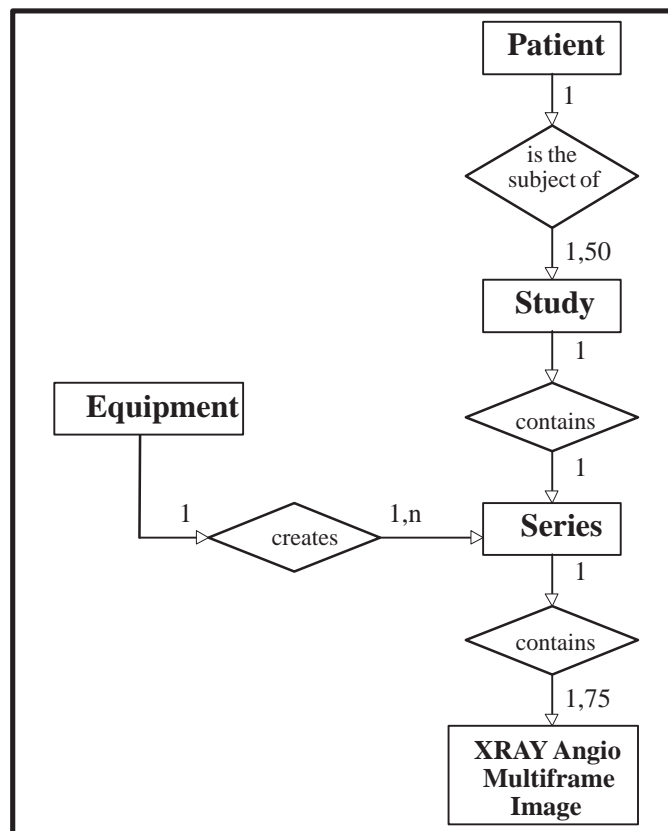 Patient
1
is the
subject of
1,50
Study
1
Equipment
contains
1
1
creates
1,n
Series
1
contains
1,75
XRAY Angio
Multiframe
Image